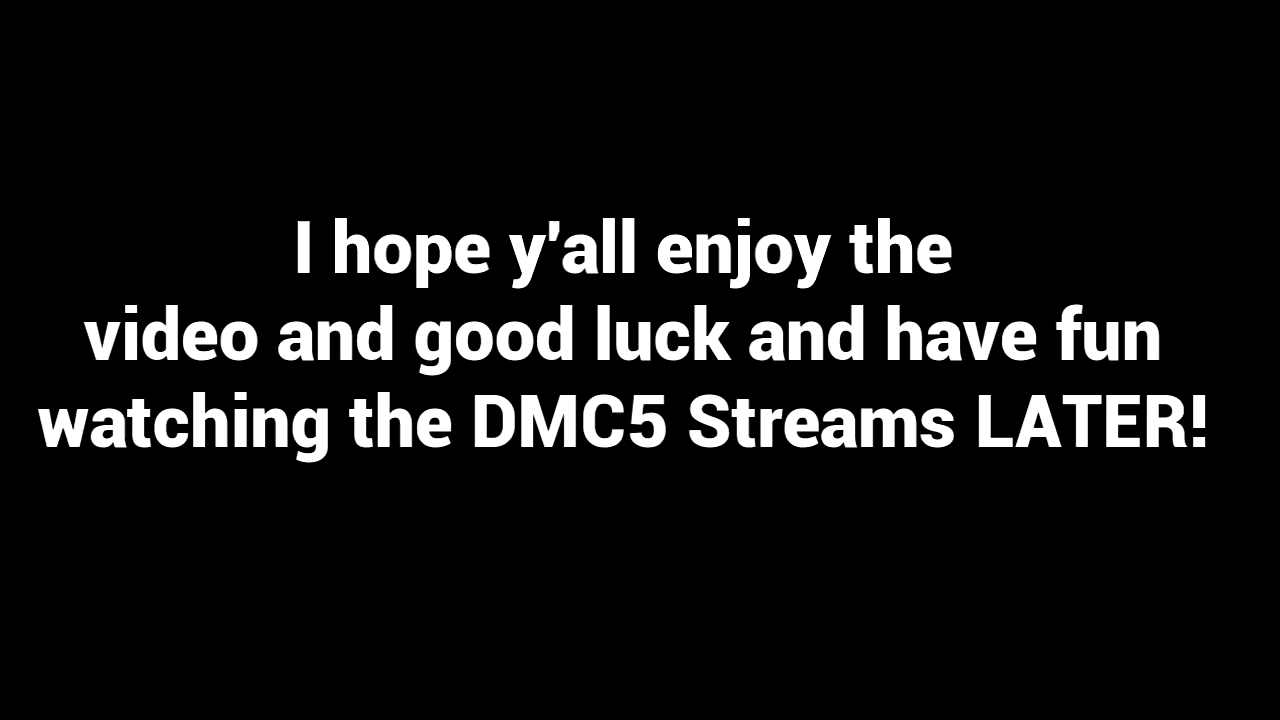 I hope y'all enjoy the
video and good luck and have fun
watching the DMC5 Streams LATER!